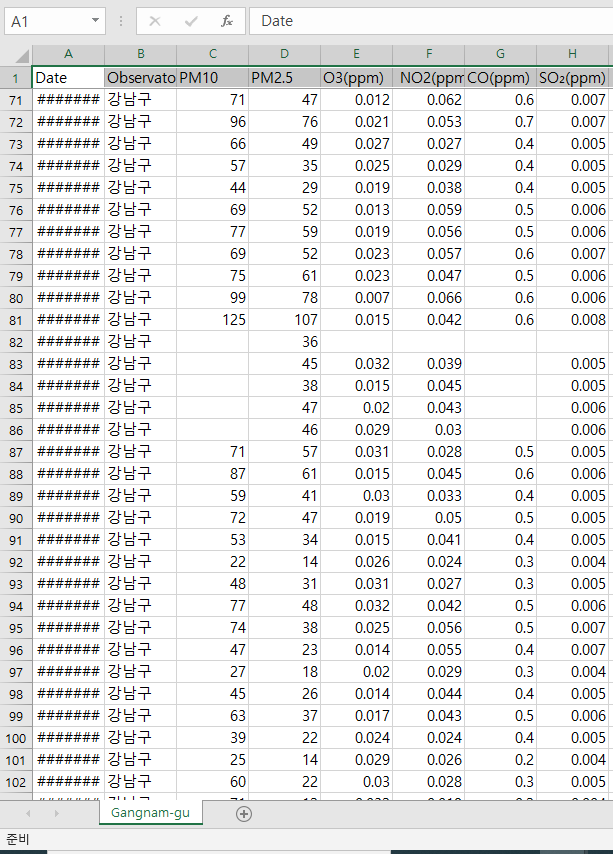 A1 fx Date
A B C D E F G H
1 Date Observato PM10 PM2.5 O3(ppm) NO2(ppm CO(ppm) SO₂(ppm)
71 ####### 강남구 71 47 0.012 0.062 0.6 0.007
72 ####### 강남구 96 76 0.021 0.053 0.7 0.007
73 ####### 강남구 66 49 0.027 0.027 0.4 0.005
74 ####### 강남구 57 35 0.025 0.029 0.4 0.005
75 ####### 강남구 44 29 0.019 0.038 0.4 0.005
76 ####### 강남구 69 52 0.013 0.059 0.5 0.006
77 ####### 강남구 77 59 0.019 0.056 0.5 0.006
78 ####### 강남구 69 52 0.023 0.057 0.6 0.007
79 ####### 강남구 75 61 0.023 0.047 0.5 0.006
80 ####### 강남구 99 78 0.007 0.066 0.6 0.006
81 ####### 강남구 125 107 0.015 0.042 0.6 0.008
82 ####### 강남구 36
83 ####### 강남구 45 0.032 0.039 0.005
84 ####### 강남구 38 0.015 0.045 0.005
85 ####### 강남구 47 0.02 0.043 0.006
86 ####### 강남구 46 0.029 0.03 0.006
87 ####### 강남구 71 57 0.031 0.028 0.5 0.005
88 ####### 강남구 87 61 0.015 0.045 0.6 0.006
89 ####### 강남구 59 41 0.03 0.033 0.4 0.005
90 ####### 강남구 72 47 0.019 0.05 0.5 0.005
91 ####### 강남구 53 34 0.015 0.041 0.4 0.005
92 ####### 강남구 22 14 0.026 0.024 0.3 0.004
93 ####### 강남구 48 31 0.031 0.027 0.3 0.005
94 ####### 강남구 77 48 0.032 0.042 0.5 0.006
95 ####### 강남구 74 38 0.025 0.056 0.5 0.007
96 ####### 강남구 47 23 0.014 0.055 0.4 0.007
97 ####### 강남구 27 18 0.02 0.029 0.3 0.004
98 ####### 강남구 45 26 0.014 0.044 0.4 0.005
99 ####### 강남구 63 37 0.017 0.043 0.5 0.006
100 ####### 강남구 39 22 0.024 0.024 0.4 0.005
101 ####### 강남구 25 14 0.029 0.026 0.2 0.004
102 ####### 강남구 60 22 0.03 0.028 0.3 0.005
Gangnam-gu
준비